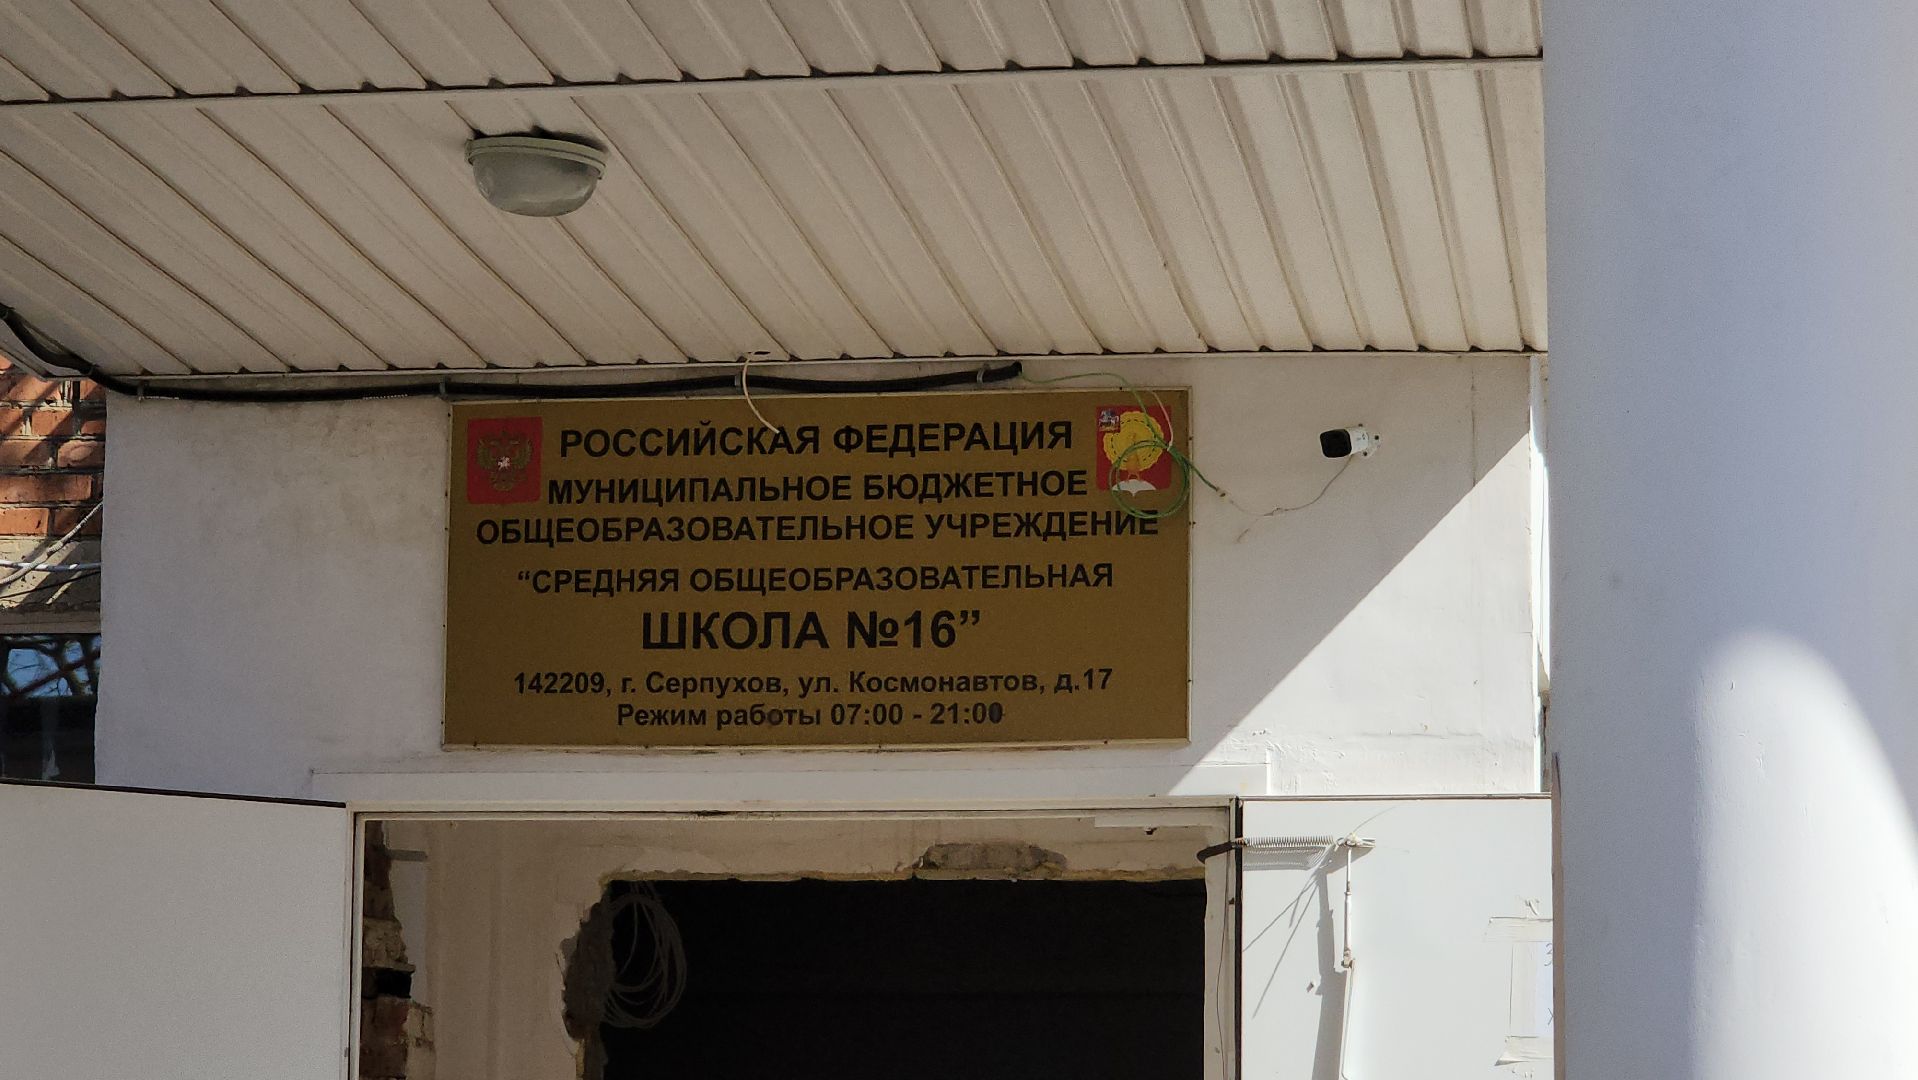 РОССИЙСКАЯ ФЕДЕРАЦИЯ
МУНИЦИПАЛЬНОЕ БЮДЖЕТНОЕ
ОБЩЕОБРАЗОВАТЕЛЬНОЕ УЧРЕЖДЕНИЕ
“СРЕДНЯЯ ОБЩЕОБРАЗОВАТЕЛЬНАЯ
ШКОЛА №16”
142209, г. Серпухов, ул. Космонавтов, д.17
Режим работы 07:00 - 21:00